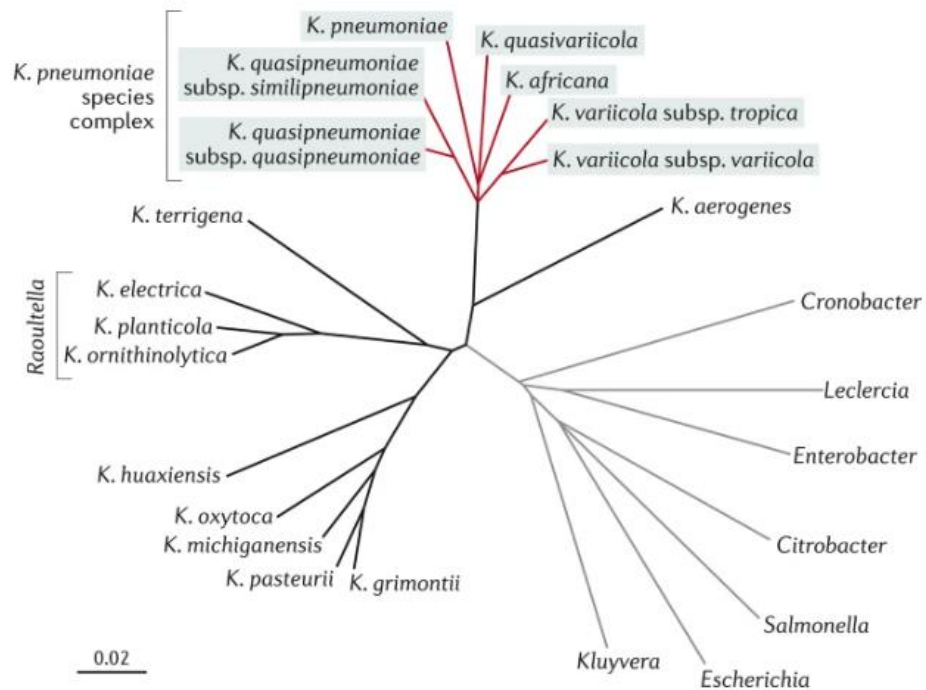 K. pneumoniae
species
complex
K. pneumoniae
K. quasivariicola
K. quasipneumoniae
subsp. similipneumoniae
K. africana
K. variicola subsp. tropica
K. quasipneumoniae
subsp. quasipneumoniae
K. variicola subsp. variicola
K. terrigena
K. aerogenes
Raoultella
K. electrica
K. planticola
K. ornithinolytica
Cronobacter
Leclercia
Enterobacter
K. huaxiensis
K. oxytoca
K. michiganensis
K. pasteurii
K. grimontii
Citrobacter
Salmonella
Kluyvera
Escherichia
0.02